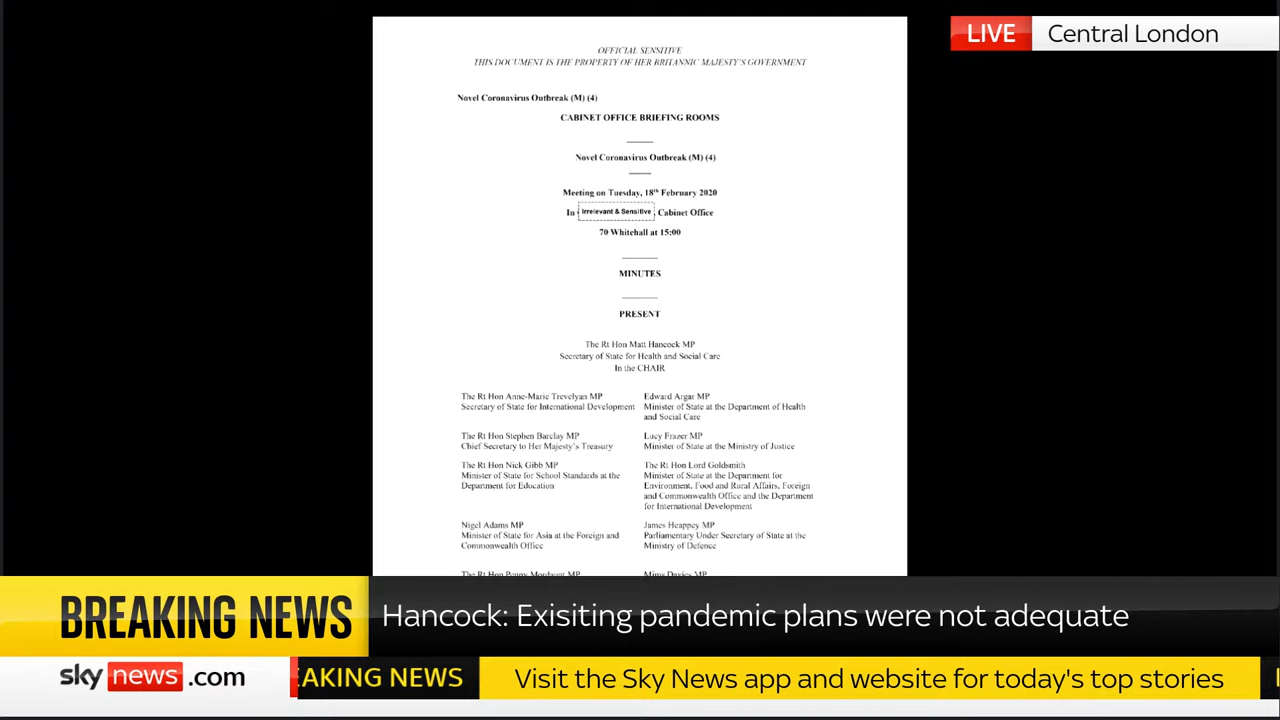 LIVE Central London
OFFICIAL SENSITIVE
THIS DOCUMENT IS THE PROPERTY OF HER BRITANNIC MAJESTY'S GOVERNMENT
Novel Coronavirus Outbreak (M) (4)
CABINET OFFICE BRIEFING ROOMS
Novel Coronavirus Outbreak (M) (4)
Meeting on Tuesday, 18th February 2020
In Irrelevant & Sensitive, Cabinet Office
70 Whitehall at 15:00
MINUTES
PRESENT
The Rt Hon Matt Hancock MP
Secretary of State for Health and Social Care
In the CHAIR
The Rt Hon Anne-Marie Trevelyan MP
Secretary of State for International Development
Edward Argar MP
Minister of State at the Department of Health
and Social Care
The Rt Hon Stephen Barclay MP
Chief Secretary to Her Majesty's Treasury
Lucy Frazer MP
Minister of State at the Ministry of Justice
The Rt Hon Nick Gibb MP
Minister of State for School Standards at the
Department for Education
The Rt Hon Lord Goldsmith
Minister of State at the Department for
Environment, Food and Rural Affairs, Foreign
and Commonwealth Office and the Department
for International Development
Nigel Adams MP
Minister of State for Asia at the Foreign and
Commonwealth Office
James Heappey MP
Parliamentary Under Secretary of State at the
Ministry of Defence
The Rt Hon Penny Mordaunt MP
Mims Davies MP
BREAKING NEWS
Hancock: Exisiting pandemic plans were not adequate
sky news .com
AKING NEWS
Visit the Sky News app and website for today's top stories